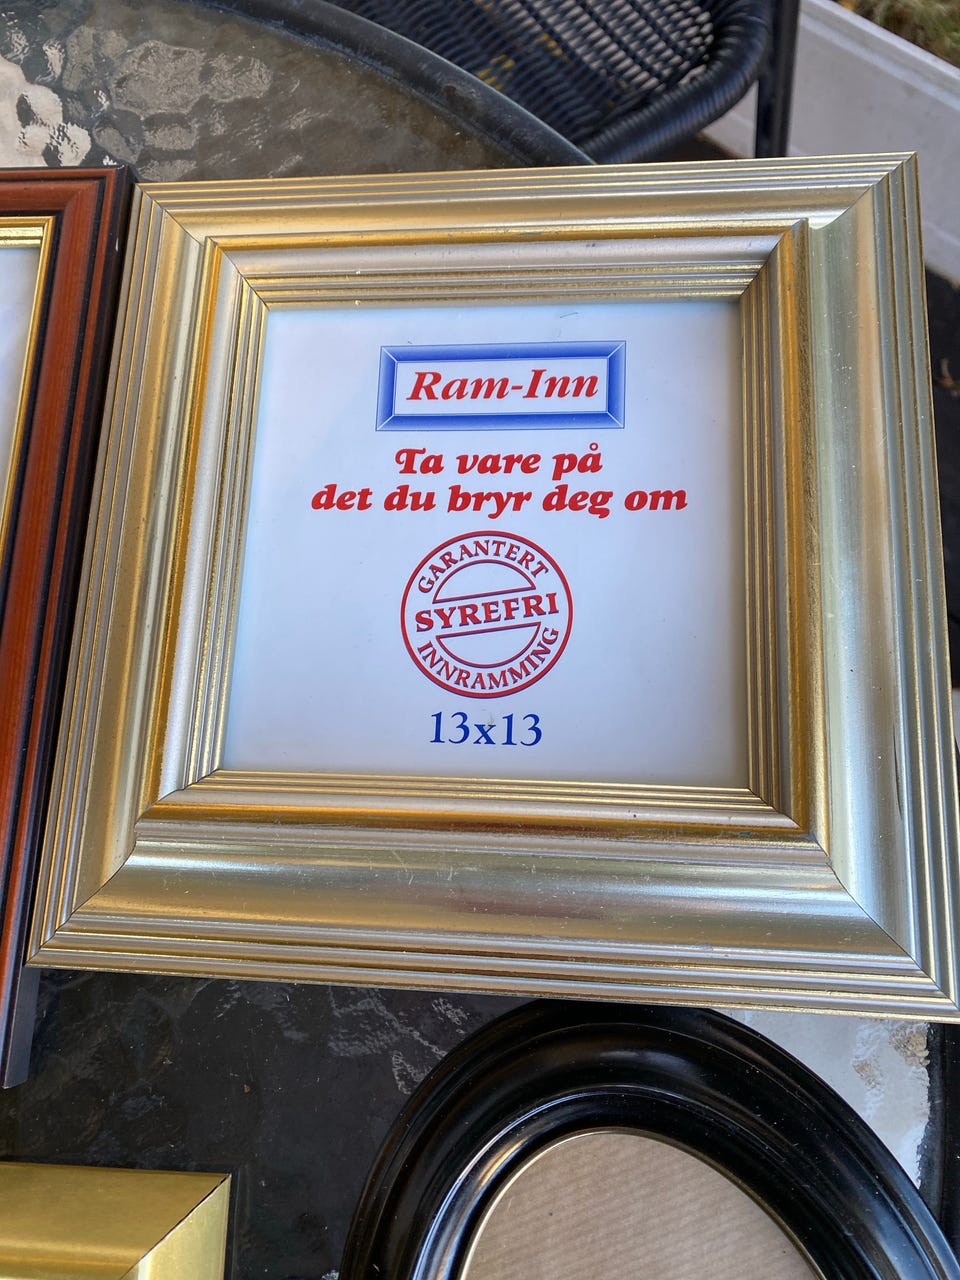 Ram-Inn
Ta vare på
det du bryr deg om
GARANTERT
SYREFRI
INNRAMMING
13x13